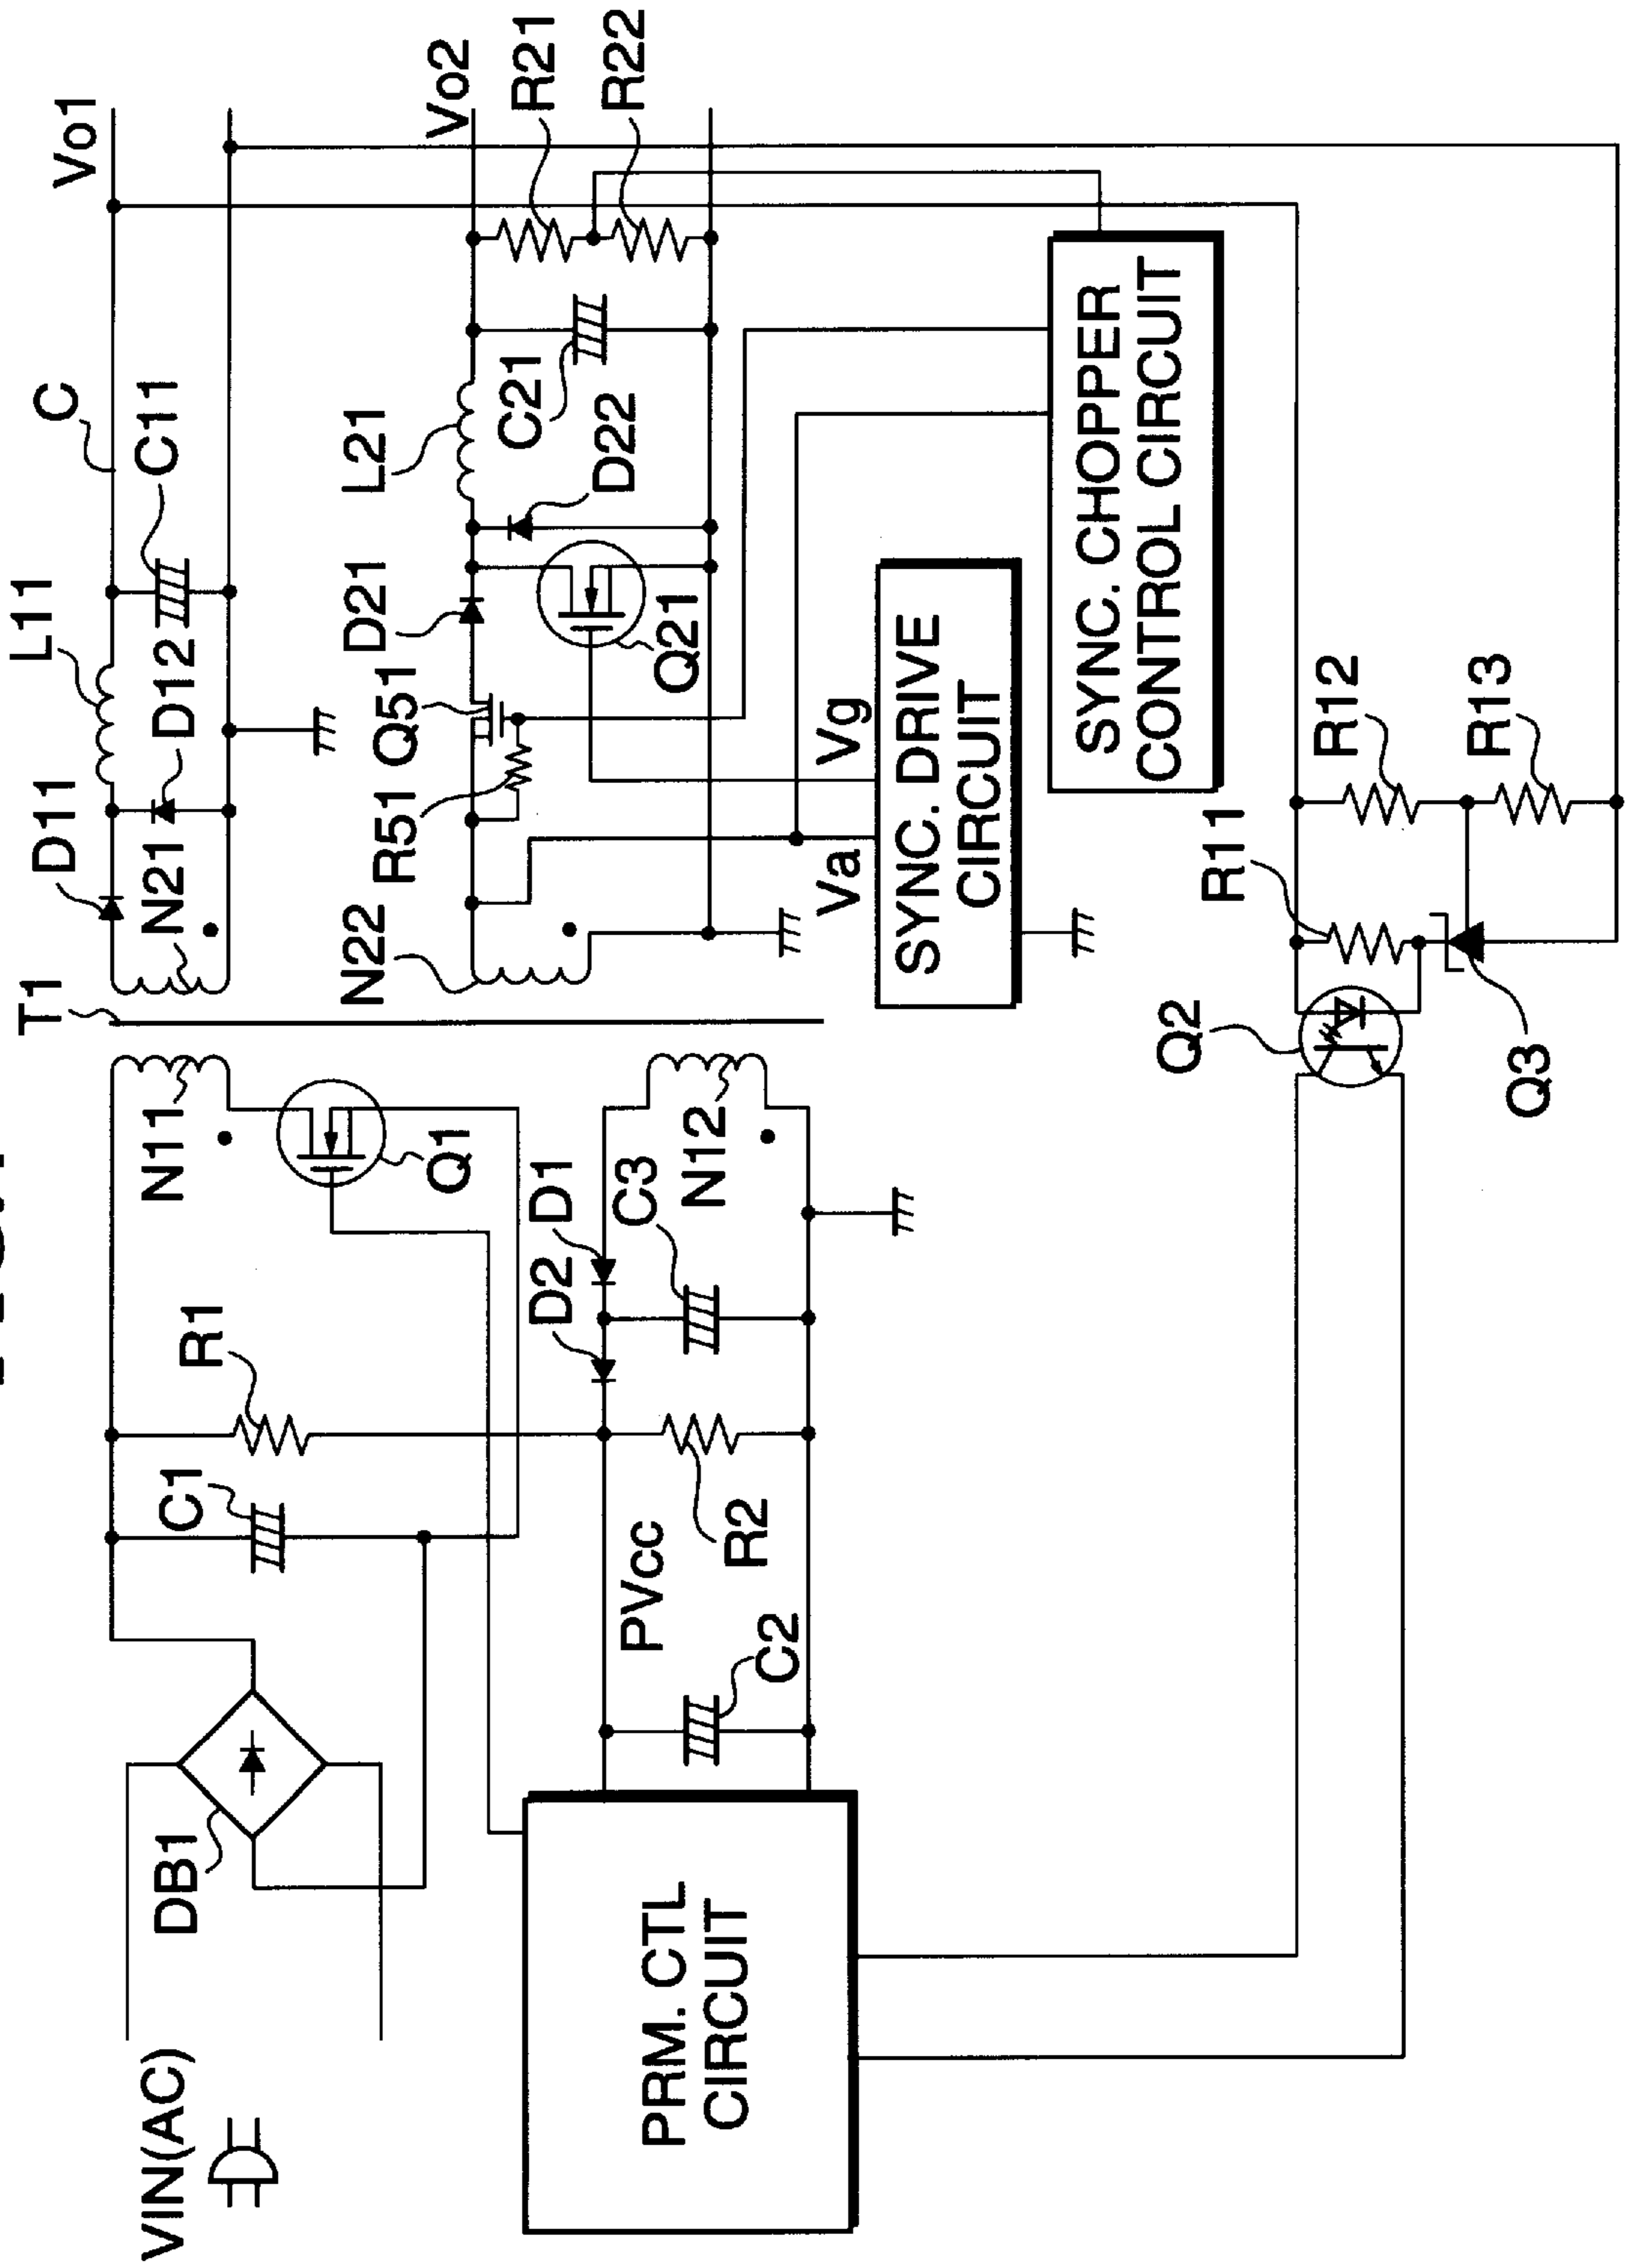 VIN(AC)
DB1
C1
R1
N11
Q1
T1
D11
N21
D12
L11
C11
C
Vo1
PRM. CTL
CIRCUIT
PVcc
C2
R2
D2
D1
C3
N12
N22
R51
Q51
D21
Q21
L21
D22
C21
Vo2
R21
R22
Va
Vg
SYNC. DRIVE
CIRCUIT
SYNC. CHOPPER
CONTROL CIRCUIT
Q2
R11
R12
R13
Q3